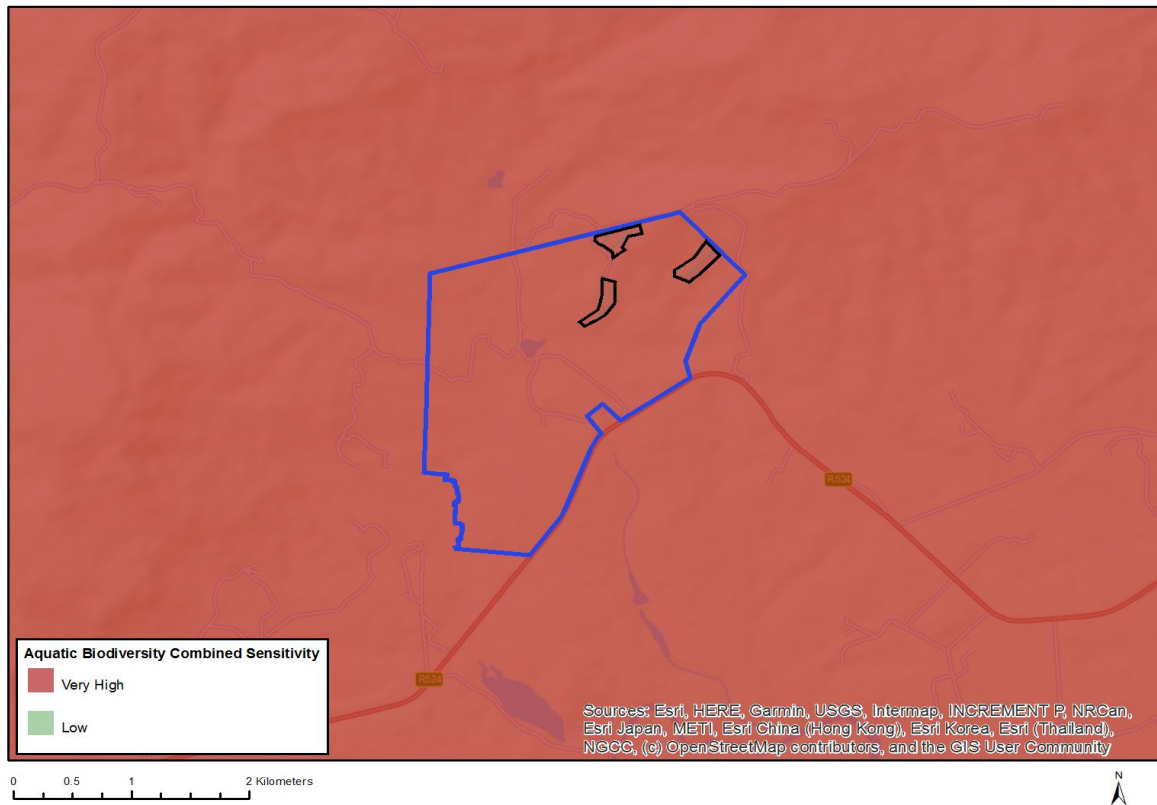 R524
R524
Aquatic Biodiversity Combined Sensitivity
Very High
Low
Sources: Esri, HERE, Garmin, USGS, Intermap, INCREMENT P, NRCan,
Esri Japan, METI, Esri China (Hong Kong), Esri Korea, Esri (Thailand),
NGCC, (c) OpenStreetMap contributors, and the GIS User Community
0 0.5 1 2 Kilometers
N